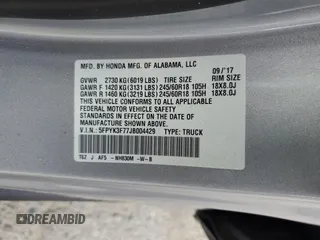 MFD. BY HONDA MFG. OF ALABAMA, LLC
09/'17
GVWR 2730 KG(6019 LBS) TIRE SIZE RIM SIZE
GAWR F 1420 KG(3131 LBS) 245/60R18 105H 18X8.0J
GAWR R 1460 KG(3219 LBS) 245/60R18 105H 18X8.0J
THIS VEHICLE CONFORMS TO ALL APPLICABLE
FEDERAL MOTOR VEHICLE SAFETY STANDARDS IN
EFFECT ON THE DATE OF MANUFACTURE SHOWN ABOVE.
V.I.N.: 5FPYK3F77JB004429 TYPE: TRUCK
T6Z J AF5 -NH830M -W-B
DREAMBID